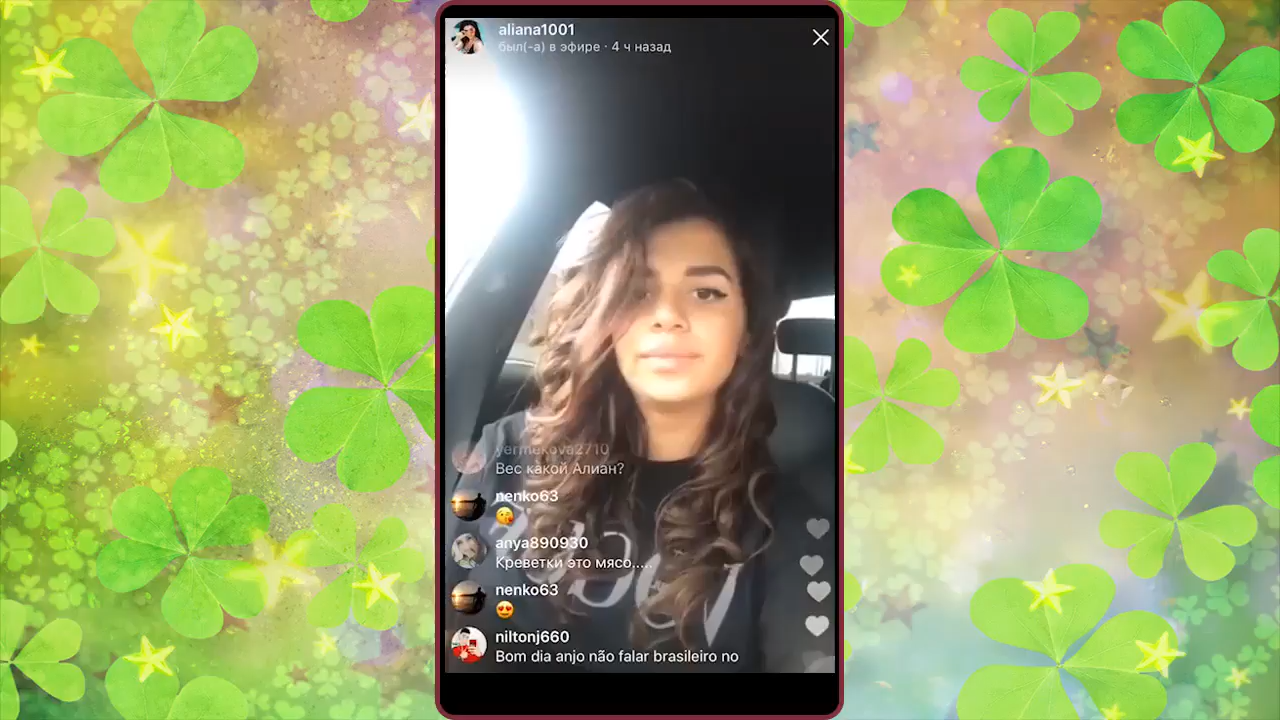 aliana1001
был(-а) в эфире · 4 ч назад
yermekova2710
Вес какой Алиан?
nenko63
😘
anya890930
Креветки это мясо.....
nenko63
😍
niltonj660
Bom dia anjo não falar brasileiro no